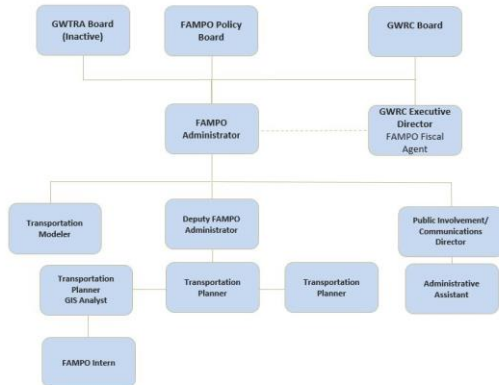 GWTRA Board
(Inactive)
FAMPO Policy
Board
GWRC Board
FAMPO
Administrator
GWRC Executive
Director
FAMPO Fiscal
Agent
Transportation
Modeler
Deputy FAMPO
Administrator
Public Involvement/
Communications
Director
Transportation
Planner
GIS Analyst
Transportation
Planner
Transportation
Planner
Administrative
Assistant
FAMPO Intern